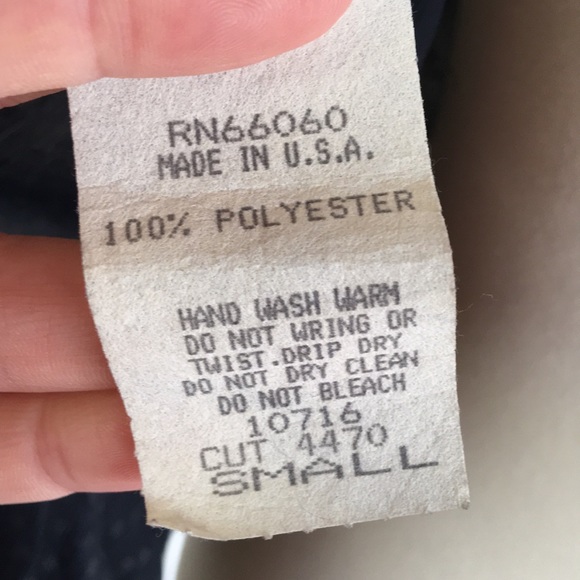 RN66060
MADE IN U.S.A.
100% POLYESTER
HAND WASH WARM
DO NOT WRING OR
TWIST.DRIP DRY
DO NOT DRY CLEAN
DO NOT BLEACH
10716
CUT 4470
SMALL